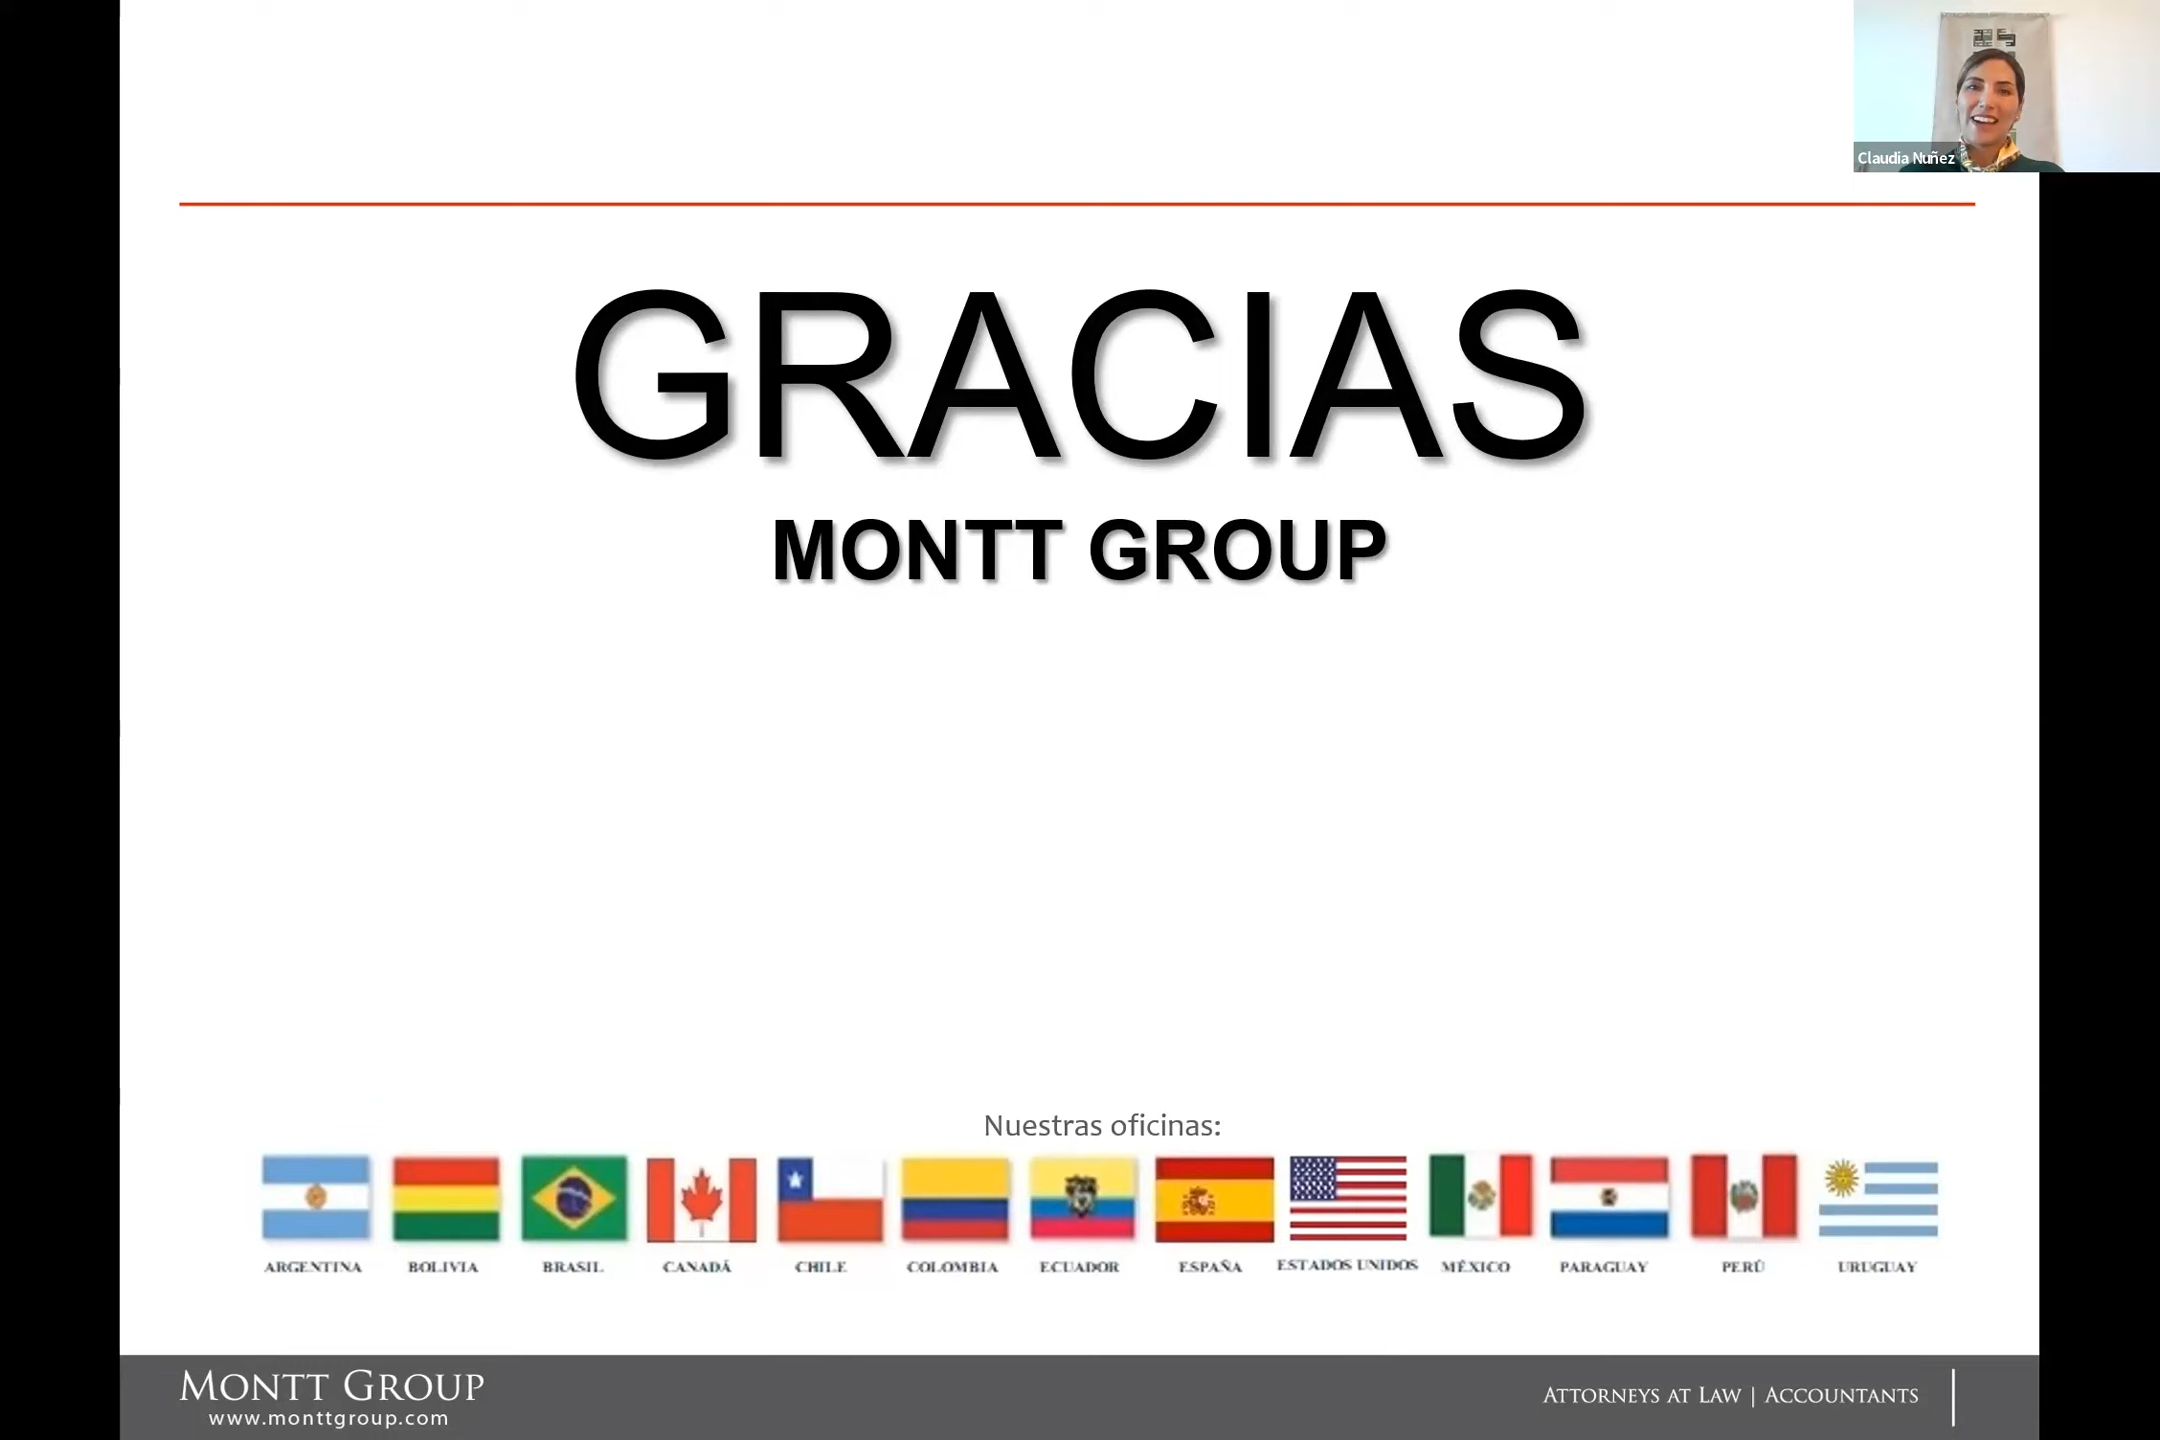 Claudia Nuñez
GRACIAS
MONTT GROUP
Nuestras oficinas:
ARGENTINA BOLIVIA BRASIL CANADÁ CHILE COLOMBIA ECUADOR ESPAÑA ESTADOS UNIDOS MÉXICO PARAGUAY PERÚ URUGUAY
MONTT GROUP
www.monttgroup.com
ATTORNEYS AT LAW | ACCOUNTANTS